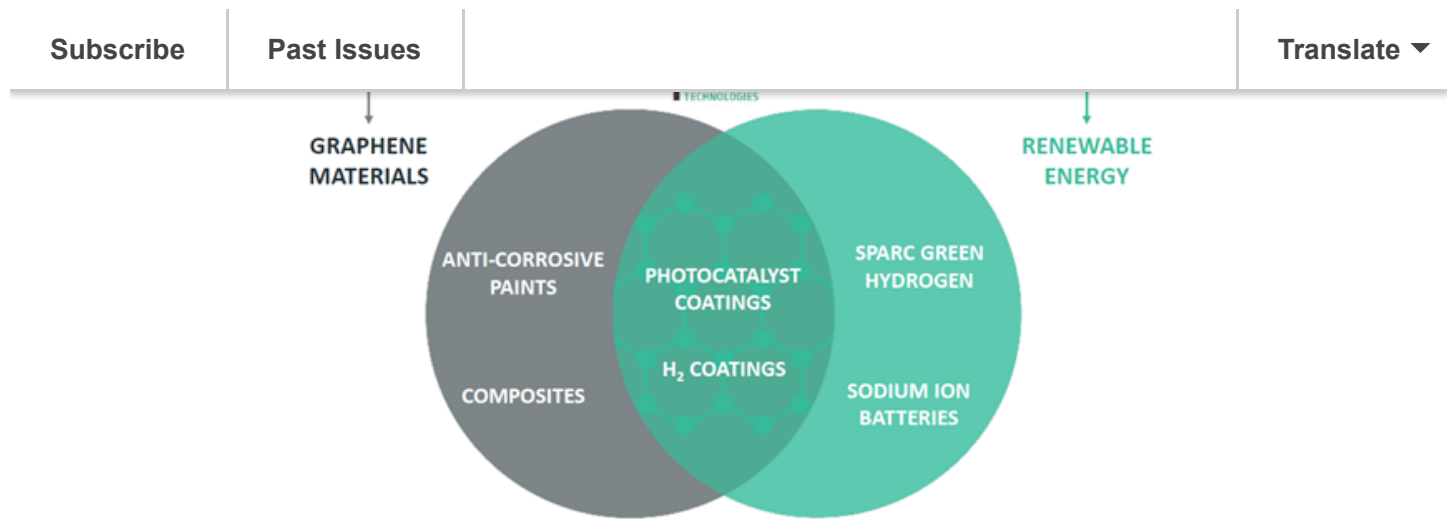 Subscribe
Past Issues
Translate
TECHNOLOGIES
GRAPHENE
MATERIALS
RENEWABLE
ENERGY
ANTI-CORROSIVE
PAINTS
PHOTOCATALYST
COATINGS
SPARC GREEN
HYDROGEN
COMPOSITES
H₂ COATINGS
SODIUM ION
BATTERIES